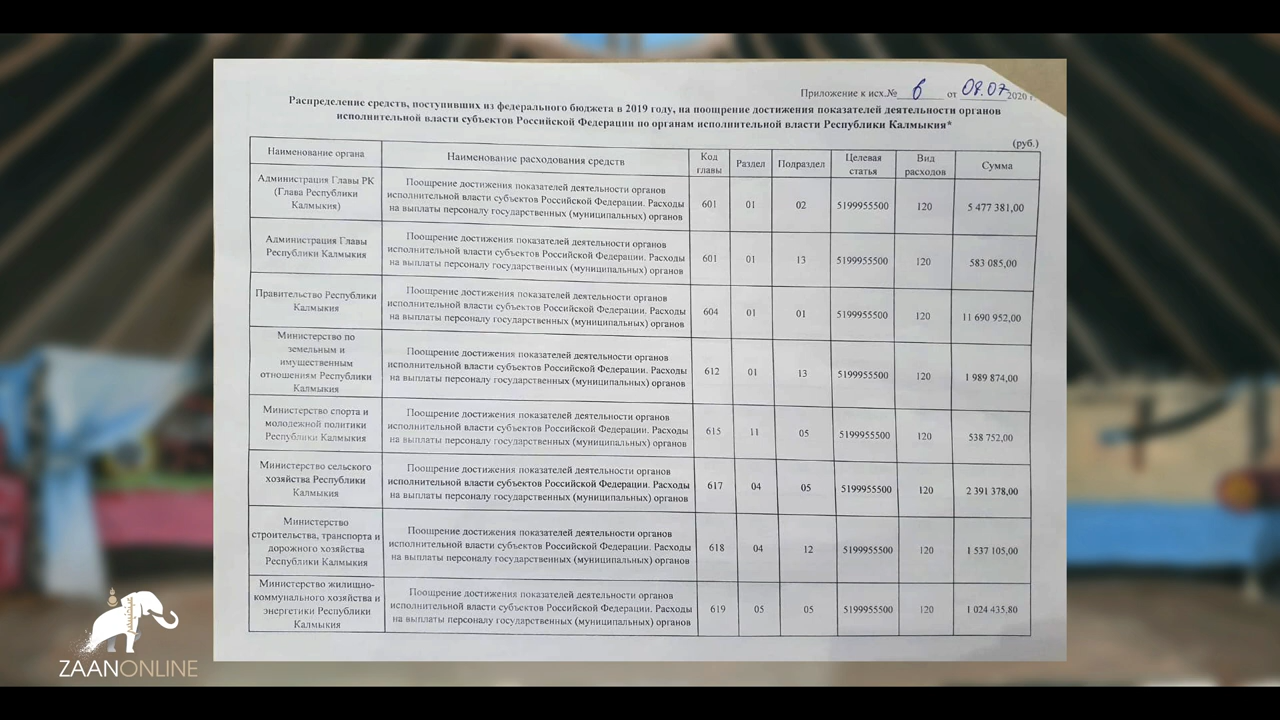 Приложение к исх.№ 6 от 08.07 2020 г.
Распределение средств, поступивших из федерального бюджета в 2019 году, на поощрение достижения показателей деятельности органов
исполнительной власти субъектов Российской Федерации по органам исполнительной власти Республики Калмыкия*
(руб.)
Наименование органа
Наименование расходования средств
Код
главы
Раздел
Подраздел
Целевая
статья
Вид
расходов
Сумма
Администрация Главы РК
(Глава Республики
Калмыкия)
Поощрение достижения показателей деятельности органов
исполнительной власти субъектов Российской Федерации. Расходы
на выплаты персоналу государственных (муниципальных) органов
601
01
02
5199955500
120
5 477 381,00
Администрация Главы
Республики Калмыкия
Поощрение достижения показателей деятельности органов
исполнительной власти субъектов Российской Федерации. Расходы
на выплаты персоналу государственных (муниципальных) органов
601
01
13
5199955500
120
583 085,00
Правительство Республики
Калмыкия
Поощрение достижения показателей деятельности органов
исполнительной власти субъектов Российской Федерации. Расходы
на выплаты персоналу государственных (муниципальных) органов
604
01
01
5199955500
120
11 690 952,00
Министерство по
земельным и
имущественным
отношениям Республики
Калмыкия
Поощрение достижения показателей деятельности органов
исполнительной власти субъектов Российской Федерации. Расходы
на выплаты персоналу государственных (муниципальных) органов
612
01
13
5199955500
120
1 989 874,00
Министерство спорта и
молодежной политики
Республики Калмыкия
Поощрение достижения показателей деятельности органов
исполнительной власти субъектов Российской Федерации. Расходы
на выплаты персоналу государственных (муниципальных) органов
615
11
05
5199955500
120
538 752,00
Министерство сельского
хозяйства Республики
Калмыкия
Поощрение достижения показателей деятельности органов
исполнительной власти субъектов Российской Федерации. Расходы
на выплаты персоналу государственных (муниципальных) органов
617
04
05
5199955500
120
2 391 378,00
Министерство
строительства, транспорта и
дорожного хозяйства
Республики Калмыкия
Поощрение достижения показателей деятельности органов
исполнительной власти субъектов Российской Федерации. Расходы
на выплаты персоналу государственных (муниципальных) органов
618
04
12
5199955500
120
1 537 105,00
Министерство жилищно-
коммунального хозяйства и
энергетики Республики
Калмыкия
Поощрение достижения показателей деятельности органов
исполнительной власти субъектов Российской Федерации. Расходы
на выплаты персоналу государственных (муниципальных) органов
619
05
05
5199955500
120
1 024 435,80
ZAANONLINE